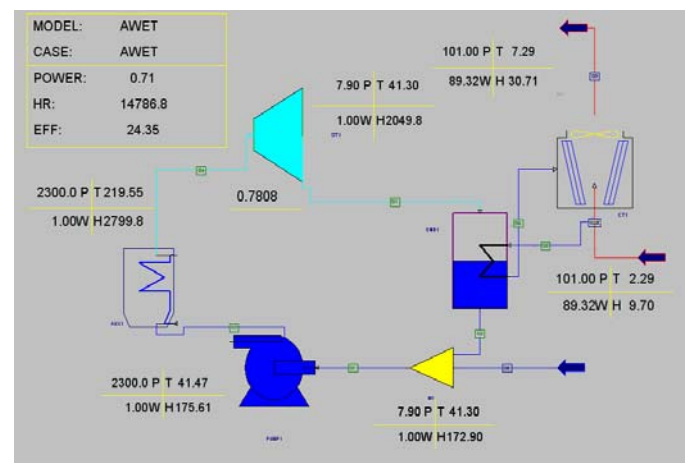 MODEL: AWET
CASE: AWET
POWER: 0.71
HR: 14786.8
EFF: 24.35
101.00 P T 7.29
89.32W H 30.71
7.90 P T 41.30
1.00W H2049.8
2300.0 P T 219.55
1.00W H2799.8
0.7808
101.00 P T 2.29
89.32W H 9.70
2300.0 P T 41.47
1.00W H175.61
7.90 P T 41.30
1.00W H172.90
PUMP1
CT1